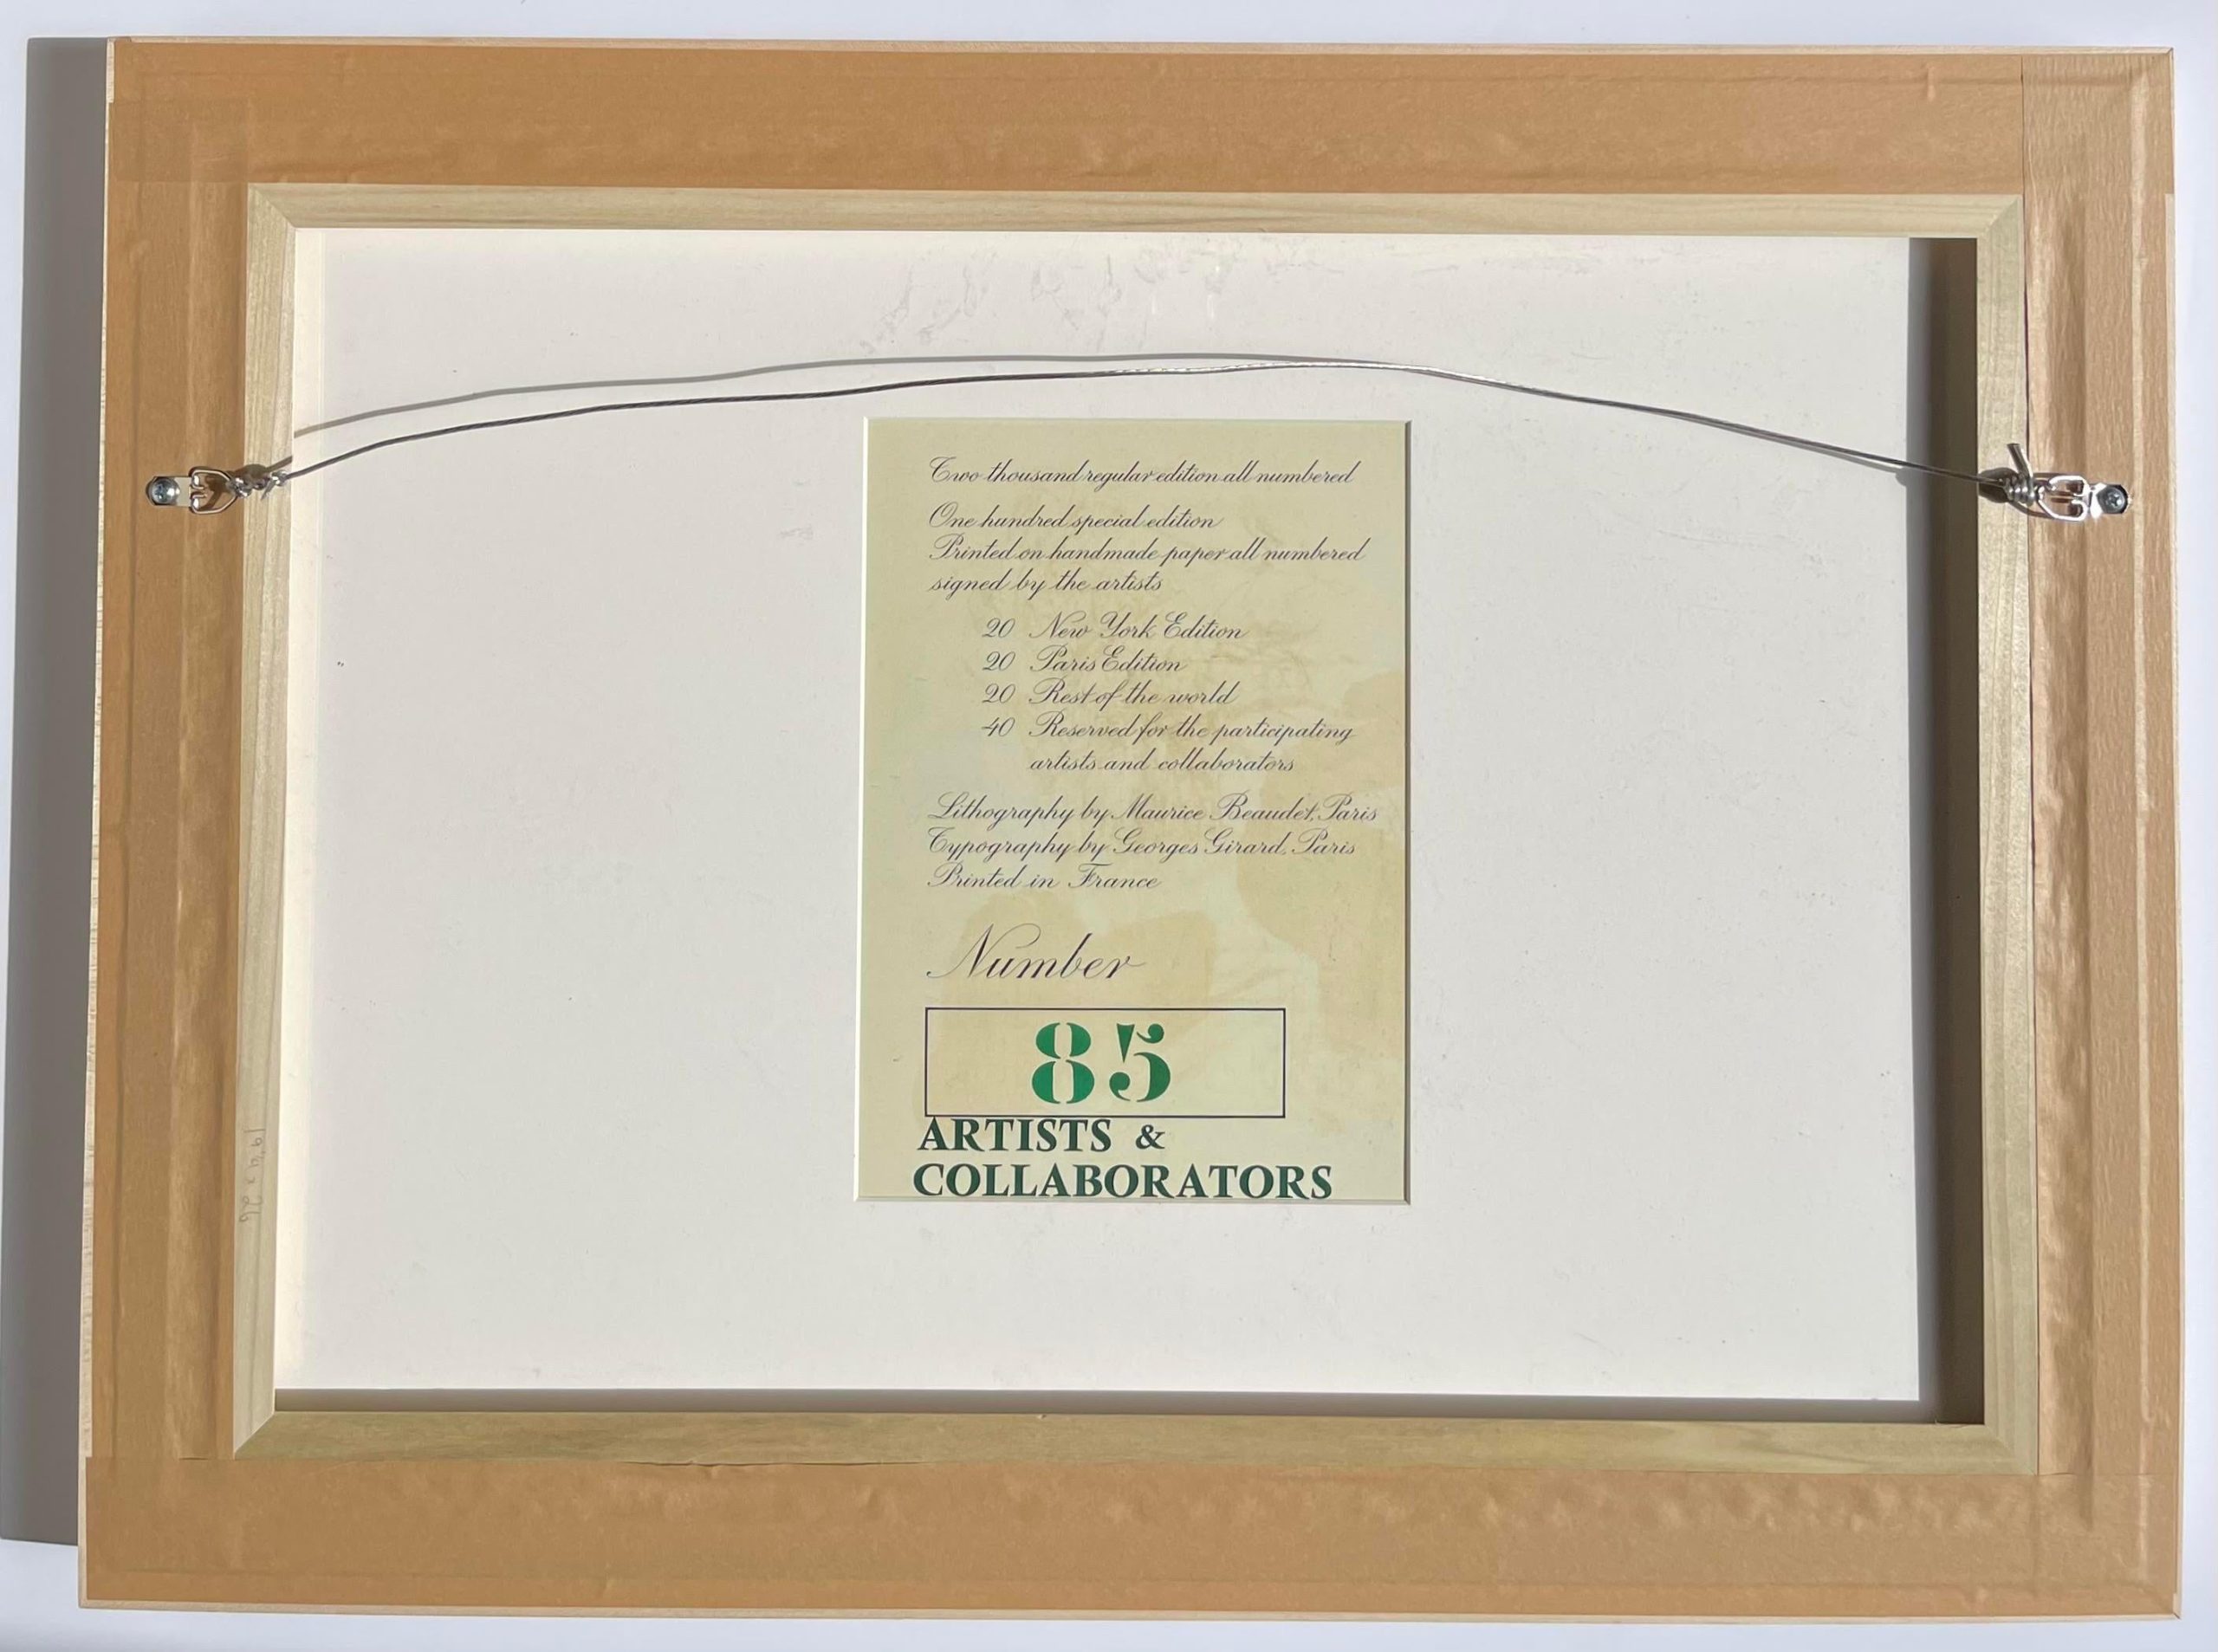 Two thousand regular edition all numbered
One hundred special edition
Printed on handmade paper all numbered
signed by the artists
20 New York Edition
20 Paris Edition
20 Rest of the world
40 Reserved for the participating
artists and collaborators
Lithography by Maurice Beaudet, Paris
Typography by Georges Girard, Paris
Printed in France
Number
85
ARTISTS &
COLLABORATORS